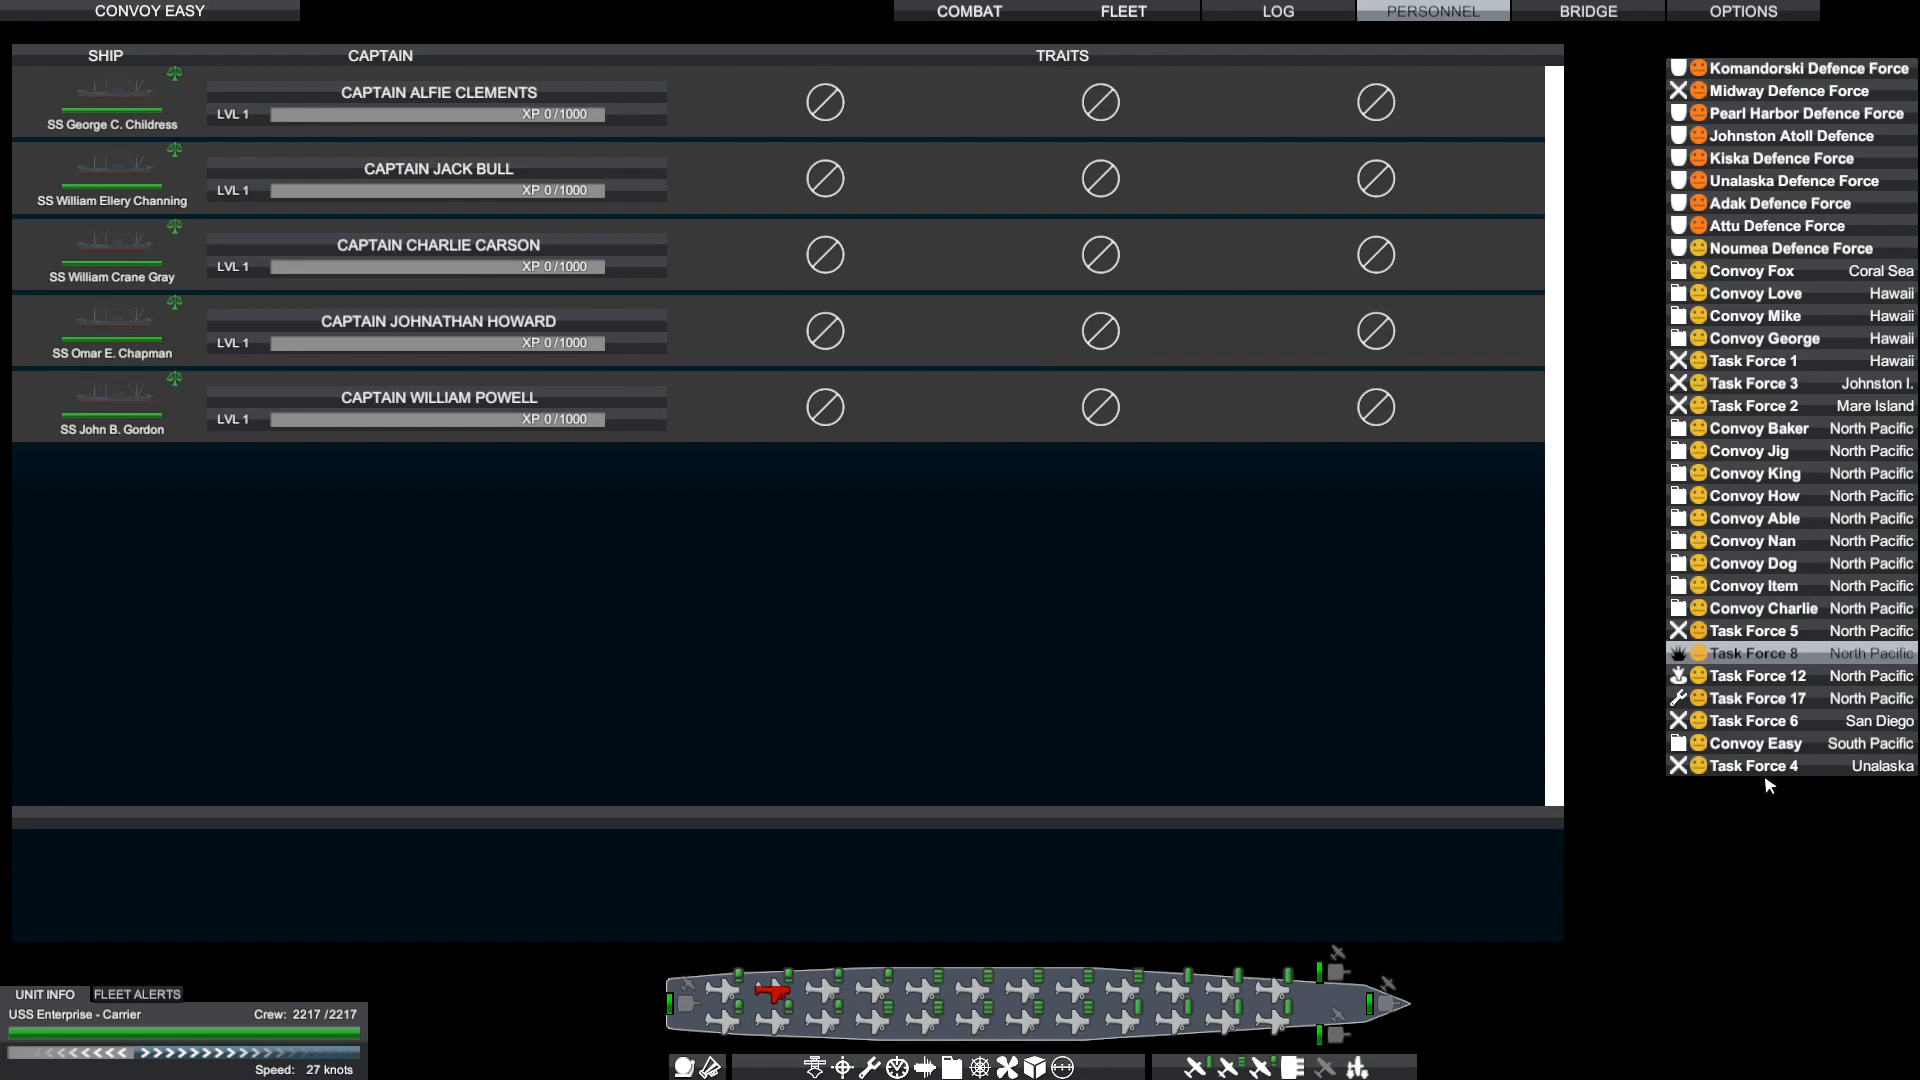 CONVOY EASY
COMBAT FLEET LOG PERSONNEL BRIDGE OPTIONS
SHIP CAPTAIN TRAITS
CAPTAIN ALFIE CLEMENTS
LVL 1 XP 0/1000
SS George C. Childress
CAPTAIN JACK BULL
LVL 1 XP 0/1000
SS William Ellery Channing
CAPTAIN CHARLIE CARSON
LVL 1 XP 0/1000
SS William Crane Gray
CAPTAIN JOHNATHAN HOWARD
LVL 1 XP 0/1000
SS Omar E. Chapman
CAPTAIN WILLIAM POWELL
LVL 1 XP 0/1000
SS John B. Gordon
Komandorski Defence Force
Midway Defence Force
Pearl Harbor Defence Force
Johnston Atoll Defence
Kiska Defence Force
Unalaska Defence Force
Adak Defence Force
Attu Defence Force
Noumea Defence Force
Convoy Fox Coral Sea
Convoy Love Hawaii
Convoy Mike Hawaii
Convoy George Hawaii
Task Force 1 Hawaii
Task Force 3 Johnston I.
Task Force 2 Mare Island
Convoy Baker North Pacific
Convoy Jig North Pacific
Convoy King North Pacific
Convoy How North Pacific
Convoy Able North Pacific
Convoy Nan North Pacific
Convoy Dog North Pacific
Convoy Item North Pacific
Convoy Charlie North Pacific
Task Force 5 North Pacific
Task Force 8 North Pacific
Task Force 12 North Pacific
Task Force 17 North Pacific
Task Force 6 San Diego
Convoy Easy South Pacific
Task Force 4 Unalaska
UNIT INFO FLEET ALERTS
USS Enterprise - Carrier Crew: 2217 /2217
Speed: 27 knots